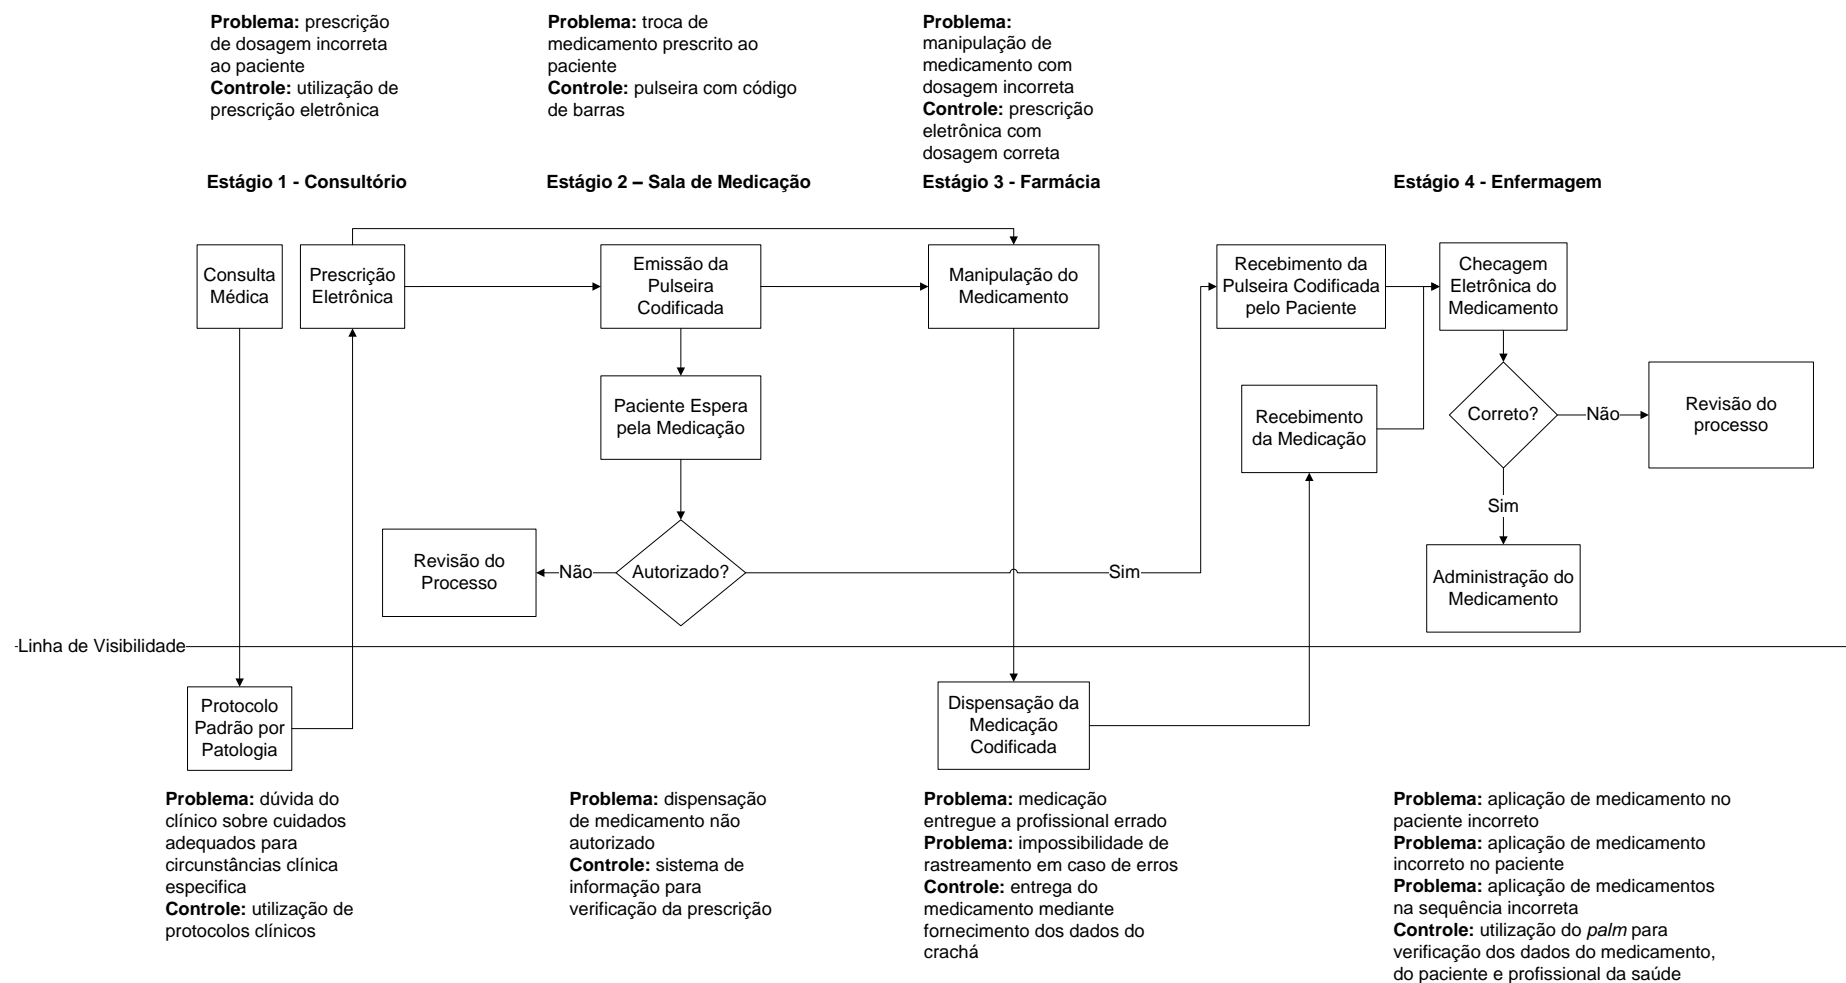 Problema: prescrição
de dosagem incorreta
ao paciente
Controle: utilização de
prescrição eletrônica
Problema: troca de
medicamento prescrito ao
paciente
Controle: pulseira com código
de barras
Problema:
manipulação de
medicamento com
dosagem incorreta
Controle: prescrição
eletrônica com
dosagem correta
Estágio 1 - Consultório
Estágio 2 – Sala de Medicação
Estágio 3 - Farmácia
Estágio 4 - Enfermagem
Consulta
Médica
Prescrição
Eletrônica
Emissão da
Pulseira
Codificada
Manipulação do
Medicamento
Recebimento da
Pulseira Codificada
pelo Paciente
Checagem
Eletrônica do
Medicamento
Paciente Espera
pela Medicação
Recebimento
da Medicação
Correto?
Não
Revisão do
processo
Sim
Revisão do
Processo
Não
Autorizado?
Sim
Administração do
Medicamento
Linha de Visibilidade
Protocolo
Padrão por
Patologia
Dispensação da
Medicação
Codificada
Problema: dúvida do
clínico sobre cuidados
adequados para
circunstâncias clínica
especifica
Controle: utilização de
protocolos clínicos
Problema: dispensação
de medicamento não
autorizado
Controle: sistema de
informação para
verificação da prescrição
Problema: medicação
entregue a profissional errado
Problema: impossibilidade de
rastreamento em caso de erros
Controle: entrega do
medicamento mediante
fornecimento dos dados do
crachá
Problema: aplicação de medicamento no
paciente incorreto
Problema: aplicação de medicamento
incorreto no paciente
Problema: aplicação de medicamentos
na sequência incorreta
Controle: utilização do palm para
verificação dos dados do medicamento,
do paciente e profissional da saúde